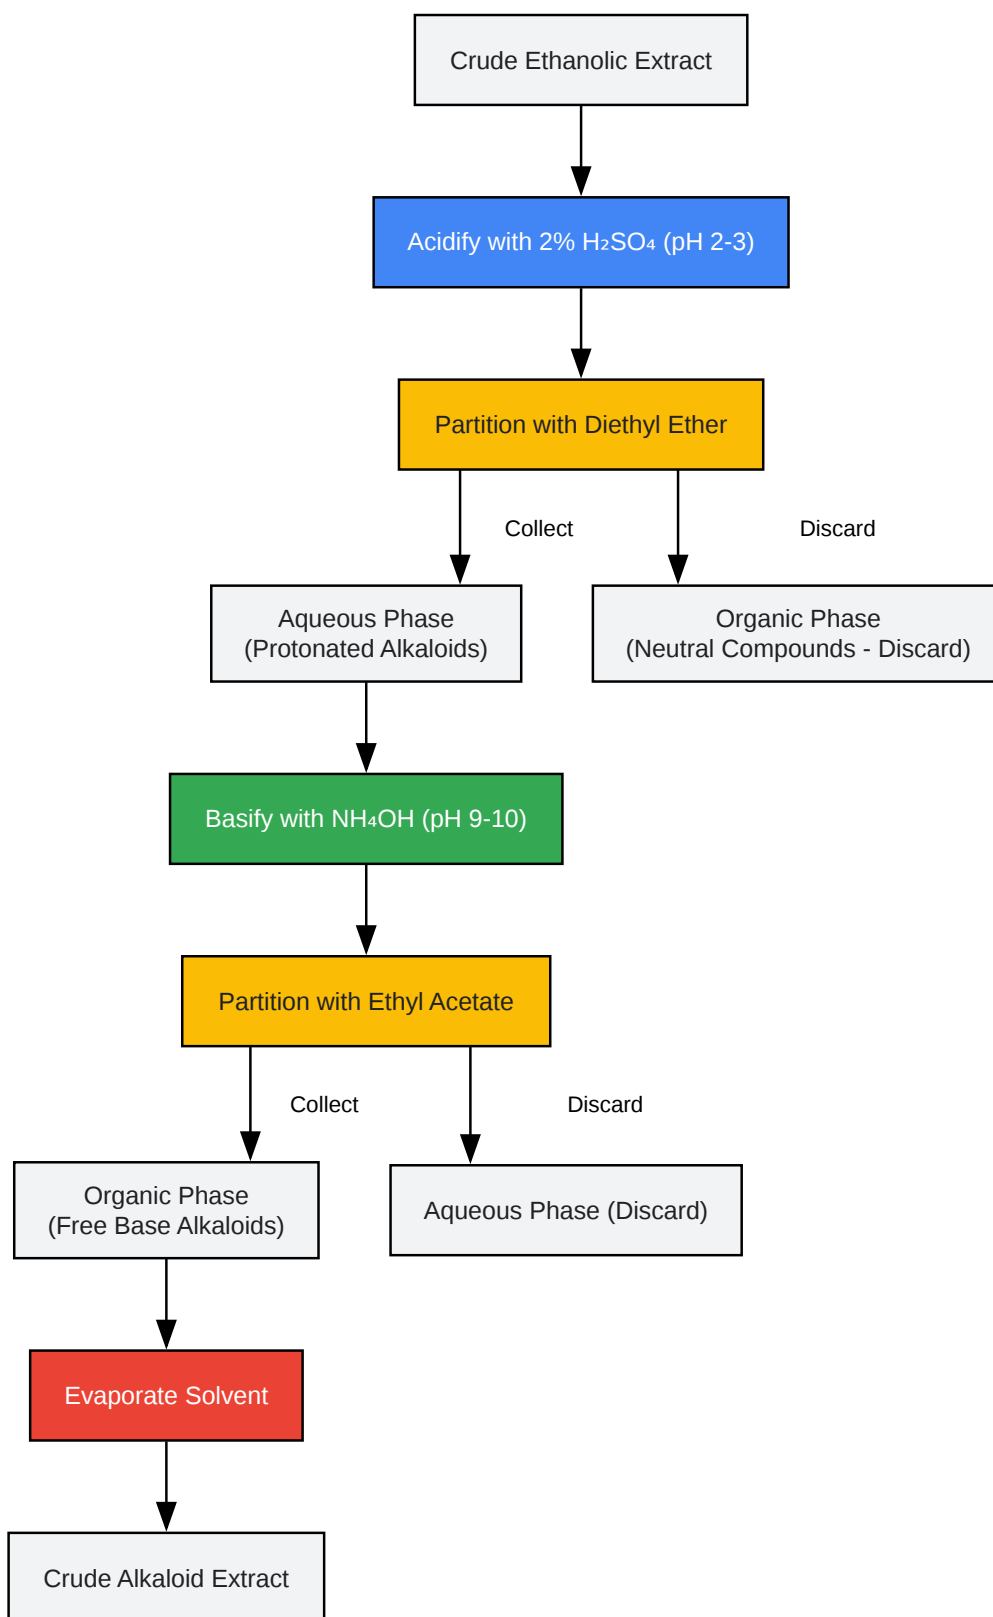 Crude Ethanolic Extract
Acidify with 2% H₂SO₄ (pH 2-3)
Partition with Diethyl Ether
Collect
Discard
Aqueous Phase
(Protonated Alkaloids)
Organic Phase
(Neutral Compounds - Discard)
Basify with NH₄OH (pH 9-10)
Partition with Ethyl Acetate
Collect
Discard
Organic Phase
(Free Base Alkaloids)
Aqueous Phase (Discard)
Evaporate Solvent
Crude Alkaloid Extract